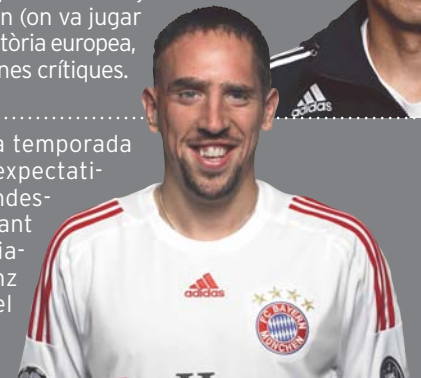 n (on va jugar
tòria europea,
nes crítiques.
a temporada
expectati-
ndes-
ant
ia-
nz
el
adidas
adidas
FC BAYERN
MÜNCHEN